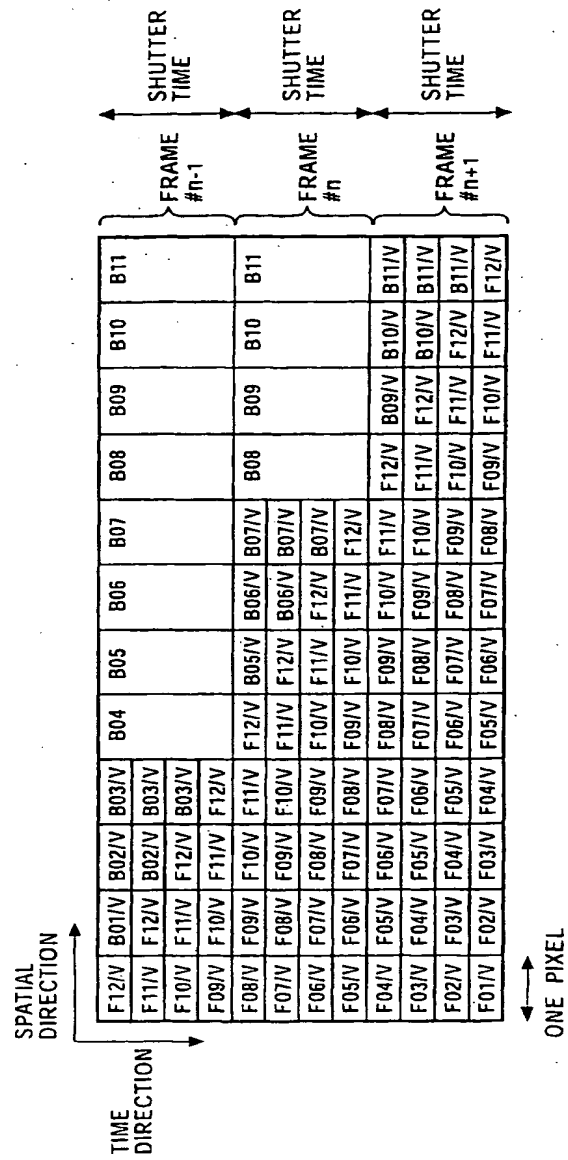 SPATIAL
DIRECTION
TIME
DIRECTION
F12/V B01/V B02/V B03/V B04 B05 B06 B07 B08 B09 B10 B11
F11/V F12/V B02/V B03/V
F10/V F11/V F12/V B03/V
F09/V F10/V F11/V F12/V
FRAME
#n-1
SHUTTER
TIME
F08/V F09/V F10/V F11/V F12/V B05/V B06/V B07/V B08 B09 B10 B11
F07/V F08/V F09/V F10/V F11/V F12/V B06/V B07/V
F06/V F07/V F08/V F09/V F10/V F11/V F12/V B07/V
F05/V F06/V F07/V F08/V F09/V F10/V F11/V F12/V
FRAME
#n
SHUTTER
TIME
F04/V F05/V F06/V F07/V F08/V F09/V F10/V F11/V F12/V B09/V B10/V B11/V
F03/V F04/V F05/V F06/V F07/V F08/V F09/V F10/V F11/V F12/V B10/V B11/V
F02/V F03/V F04/V F05/V F06/V F07/V F08/V F09/V F10/V F11/V F12/V B11/V
F01/V F02/V F03/V F04/V F05/V F06/V F07/V F08/V F09/V F10/V F11/V F12/V
FRAME
#n+1
SHUTTER
TIME
ONE PIXEL